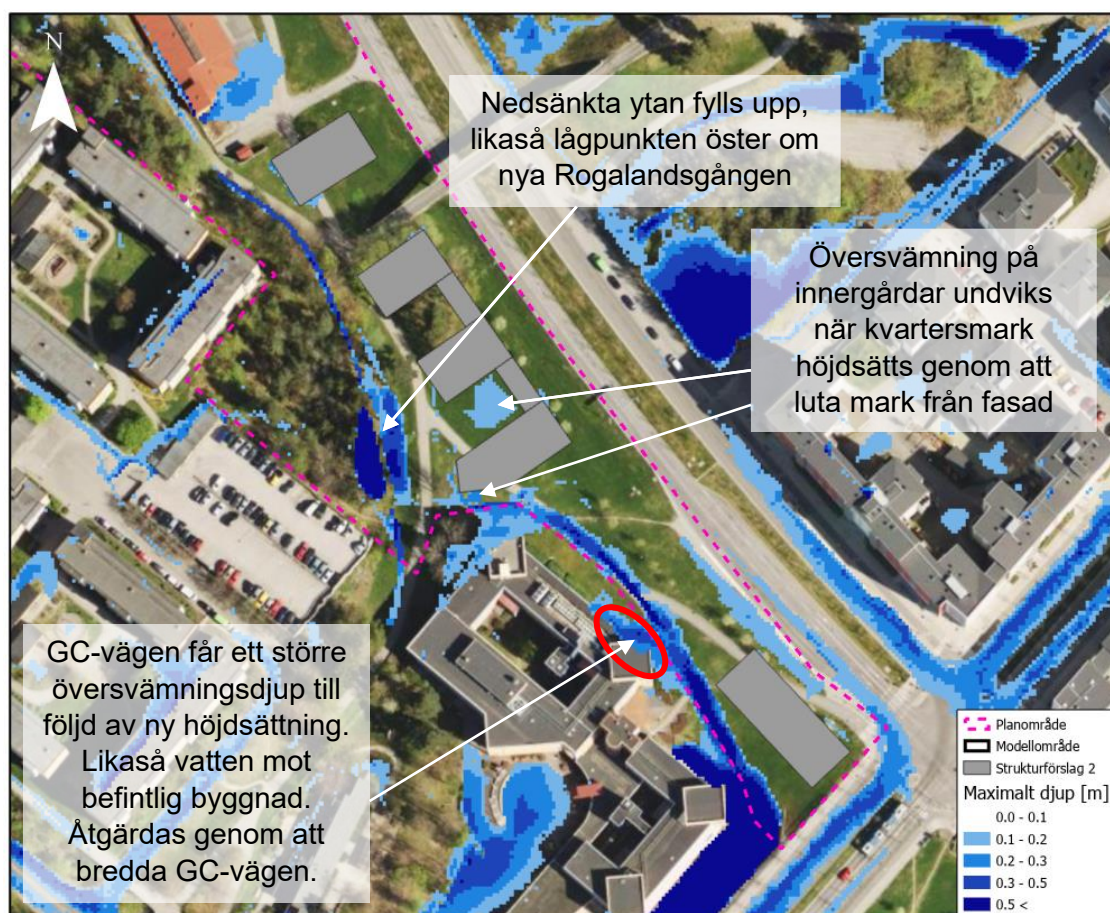 N
Nedsänkta ytan fylls upp,
likaså lågpunkten öster om
nya Rogalandsgången
Översvämning på
innergårdar undviks
när kvartersmark
höjdsätts genom att
luta mark från fasad
GC-vägen får ett större
översvämningsdjup till
följd av ny höjdsättning.
Likaså vatten mot
befintlig byggnad.
Åtgärdas genom att
bredda GC-vägen.
Planområde
Modellområde
Strukturförslag 2
Maximalt djup [m]
0.0 - 0.1
0.1 - 0.2
0.2 - 0.3
0.3 - 0.5
0.5 <